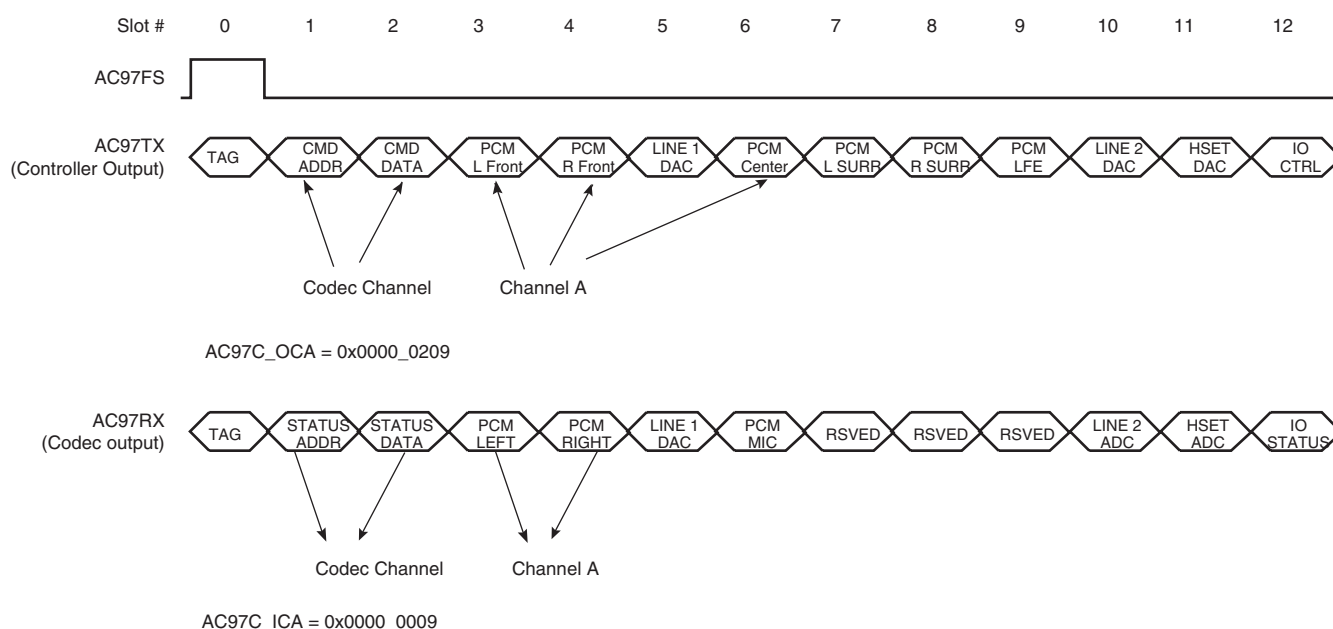 Slot # 0 1 2 3 4 5 6 7 8 9 10 11 12
AC97FS
AC97TX
(Controller Output)
TAG
CMD
ADDR
CMD
DATA
PCM
L Front
PCM
R Front
LINE 1
DAC
PCM
Center
PCM
L SURR
PCM
R SURR
PCM
LFE
LINE 2
DAC
HSET
DAC
IO
CTRL
Codec Channel
Channel A
AC97C_OCA = 0x0000_0209
AC97RX
(Codec output)
TAG
STATUS
ADDR
STATUS
DATA
PCM
LEFT
PCM
RIGHT
LINE 1
DAC
PCM
MIC
RSVED
RSVED
RSVED
LINE 2
ADC
HSET
ADC
IO
STATUS
Codec Channel
Channel A
AC97C_ICA = 0x0000_0009